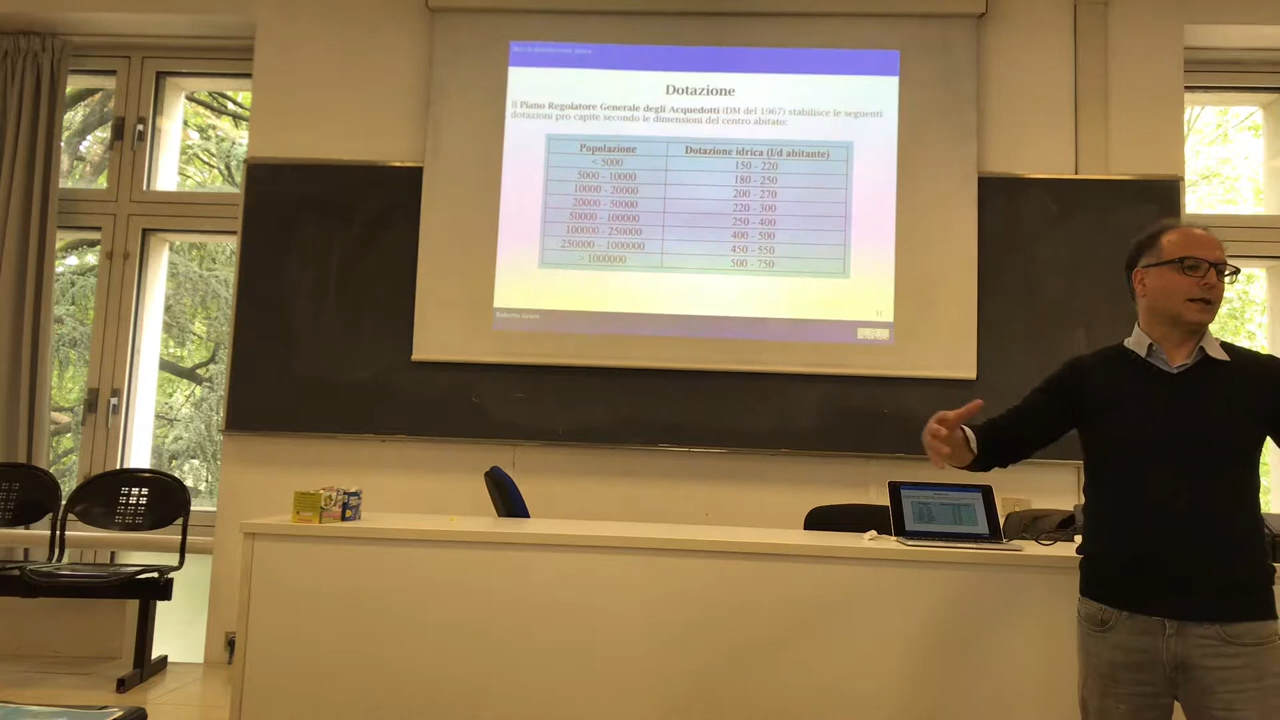 Dotazione
Il Piano Regolatore Generale degli Acquedotti (DM del 1967) stabilisce le seguenti
dotazioni pro capite secondo le dimensioni del centro abitato:
Popolazione Dotazione idrica (l/d abitante)
< 5000 150 - 220
5000 - 10000 180 - 250
10000 - 20000 200 - 270
20000 - 50000 220 - 300
50000 - 100000 250 - 400
100000 - 250000 400 - 500
250000 - 1000000 450 - 550
> 1000000 500 - 750
Roberto